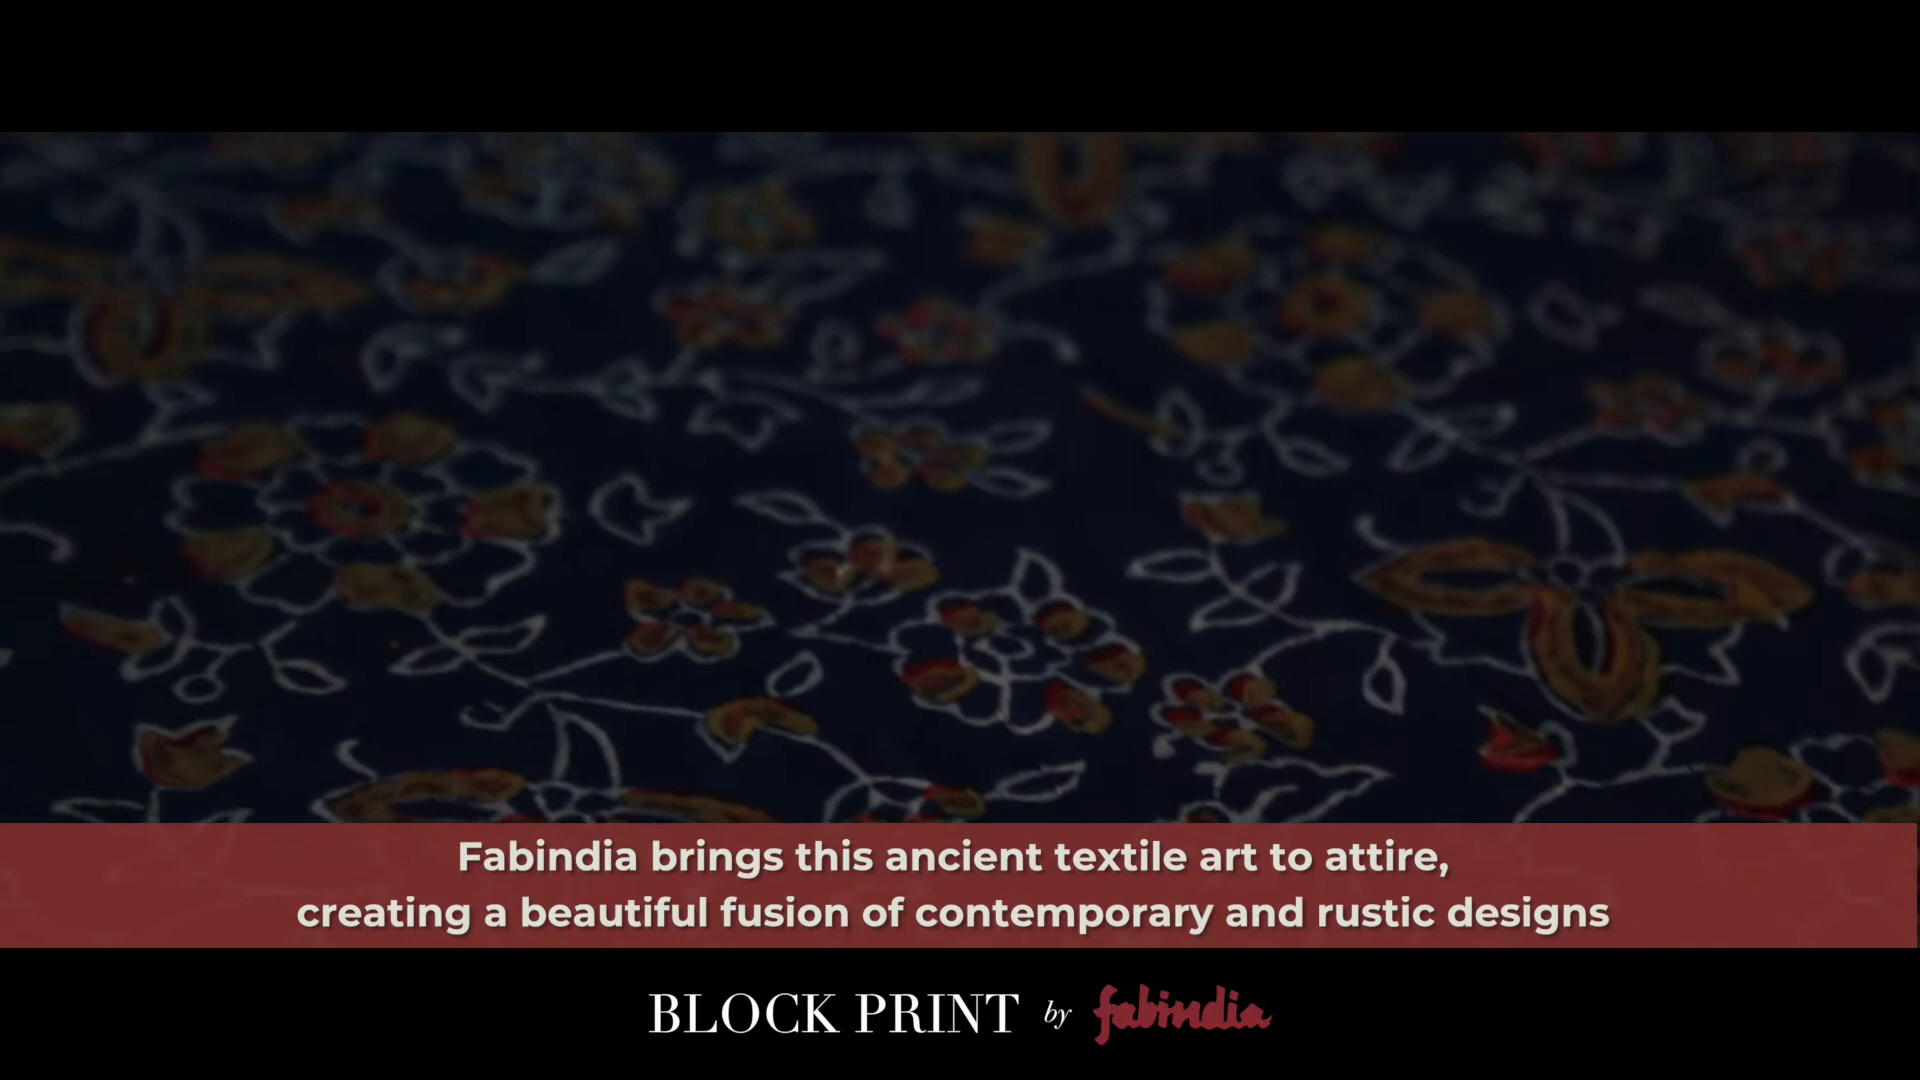 Fabindia brings this ancient textile art to attire,
creating a beautiful fusion of contemporary and rustic designs
BLOCK PRINT by fabindia